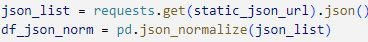 json_list = requests.get(static_json_url).json()
df_json_norm = pd.json_normalize(json_list)